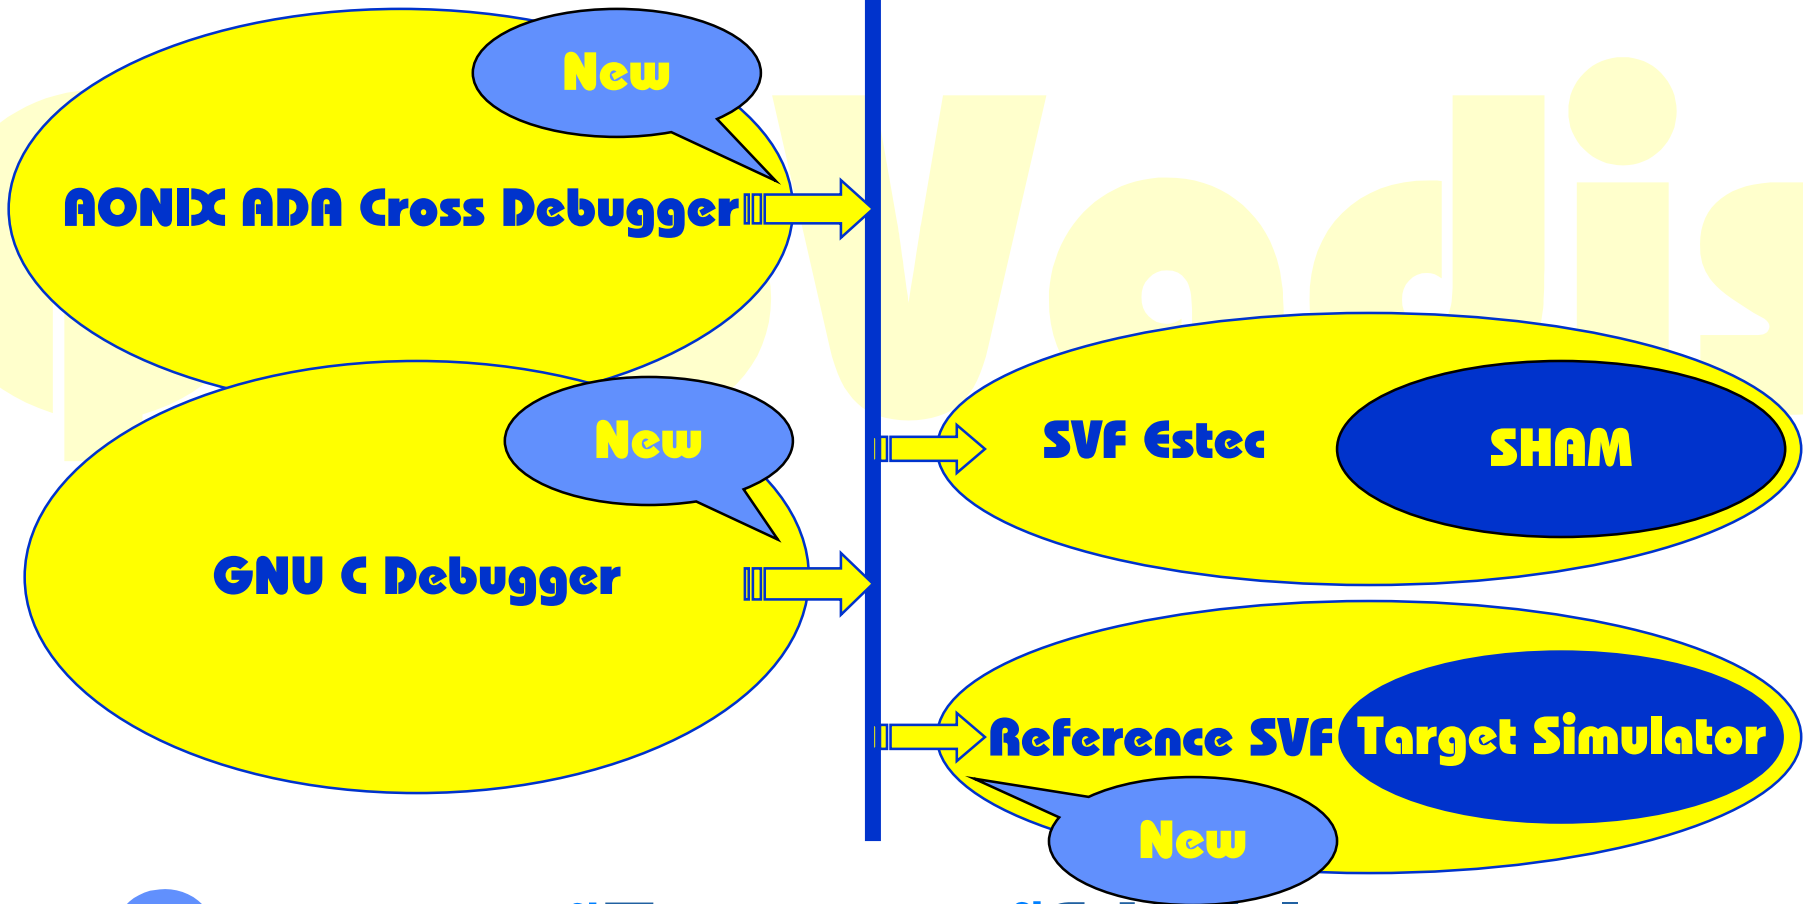 New
AONIX ADA Cross Debugger
New
GNU C Debugger
SVF Estec
SHAM
Reference SVF
Target Simulator
New